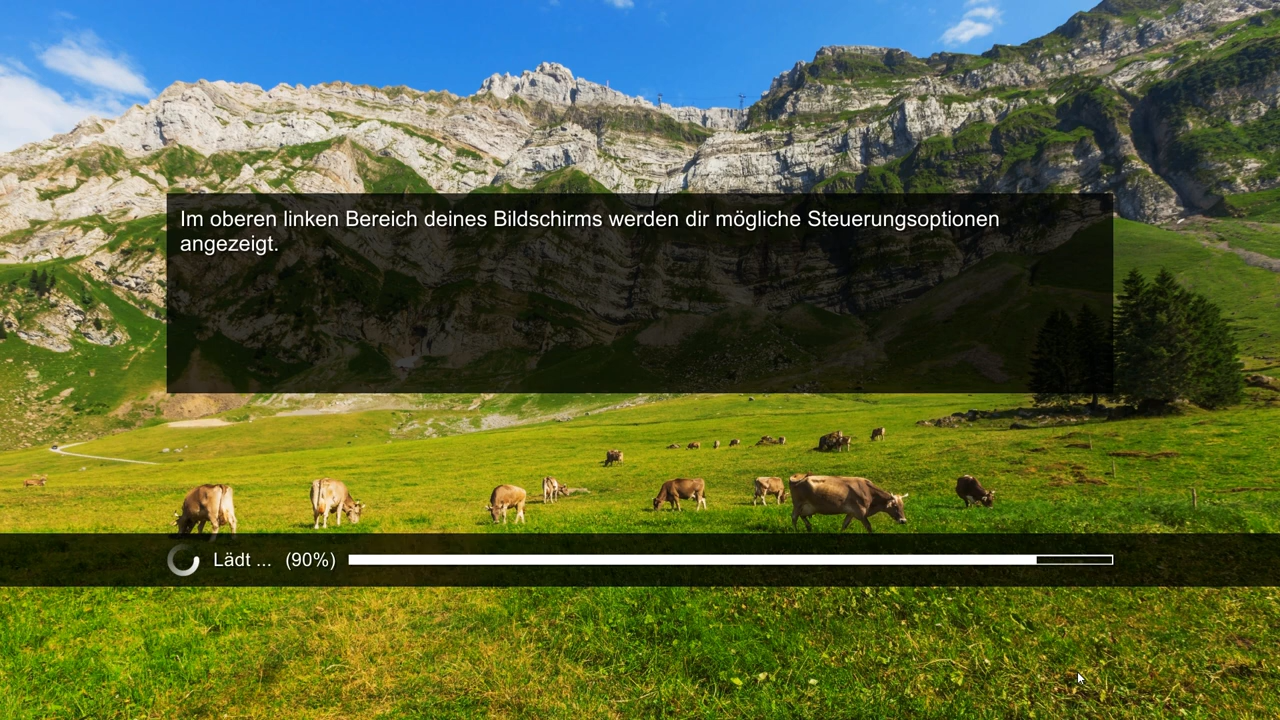 Im oberen linken Bereich deines Bildschirms werden dir mögliche Steuerungsoptionen
angezeigt.
Lädt ... (90%)